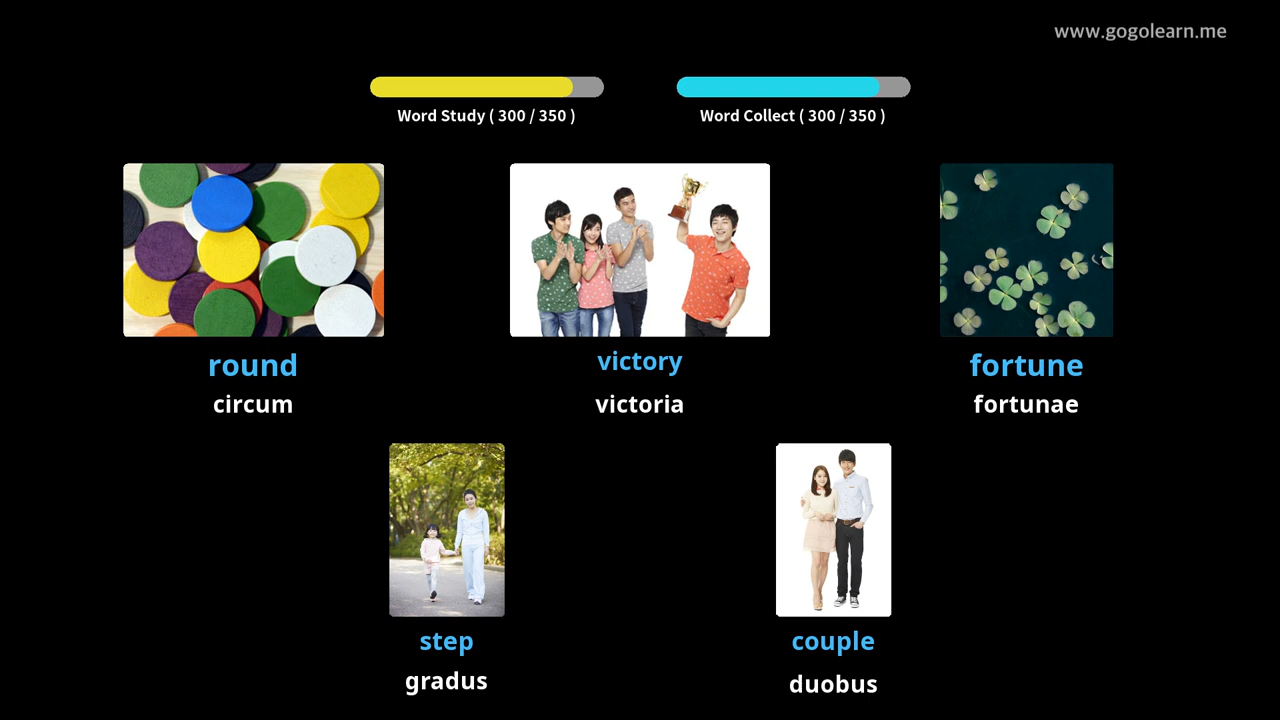 www.gogolearn.me
Word Study ( 300 / 350 )
Word Collect ( 300 / 350 )
round
circum
victory
victoria
fortune
fortunae
step
gradus
couple
duobus